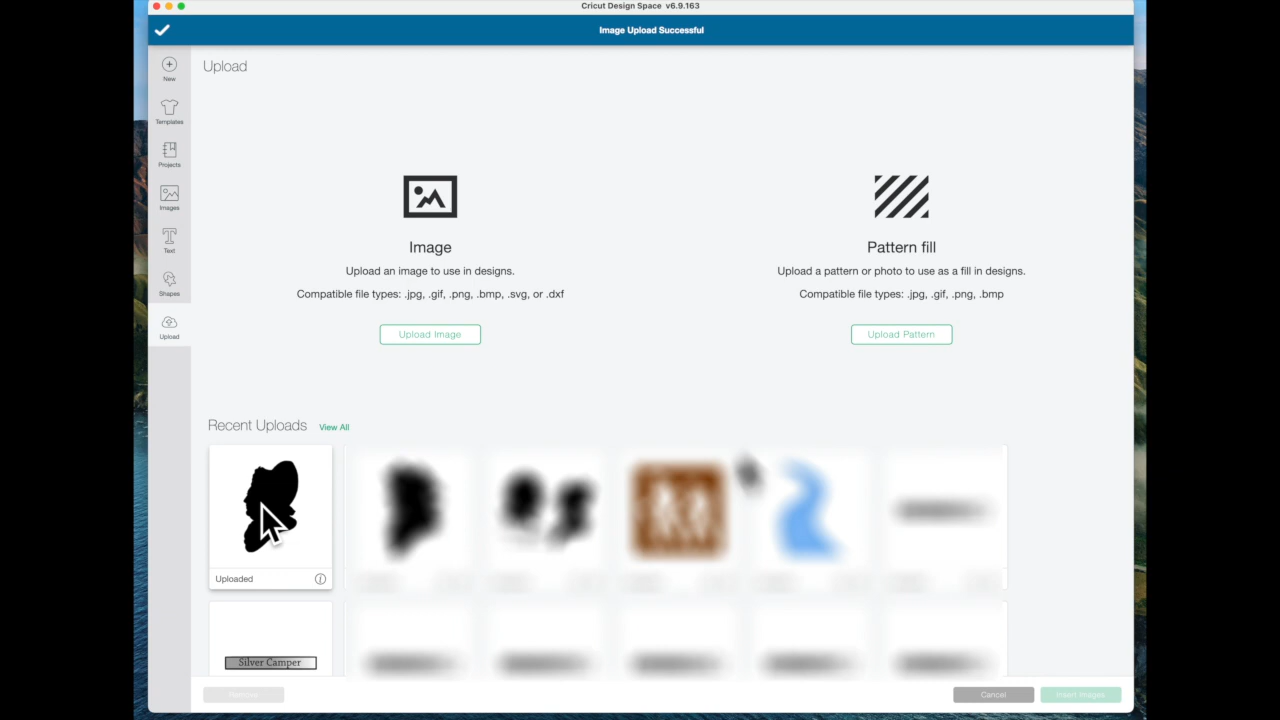 Cricut Design Space v6.9.163
Image Upload Successful
New
Templates
Projects
Images
Text
Shapes
Upload
Upload
Image
Upload an image to use in designs.
Compatible file types: .jpg, .gif, .png, .bmp, .svg, or .dxf
Upload Image
Pattern fill
Upload a pattern or photo to use as a fill in designs.
Compatible file types: .jpg, .gif, .png, .bmp
Upload Pattern
Recent Uploads View All
Uploaded
Silver Camper
Cancel
Insert Images